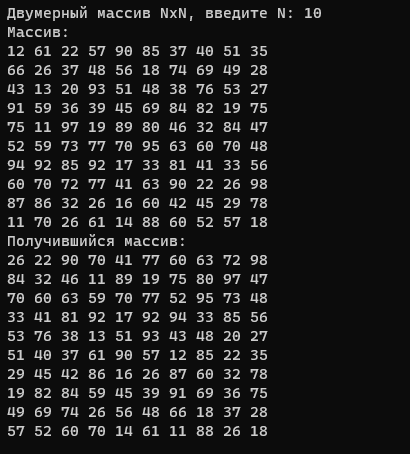 Двумерный массив NxN, введите N: 10
Массив:
12 61 22 57 90 85 37 40 51 35
66 26 37 48 56 18 74 69 49 28
43 13 20 93 51 48 38 76 53 27
91 59 36 39 45 69 84 82 19 75
75 11 97 19 89 80 46 32 84 47
52 59 73 77 70 95 63 60 70 48
94 92 85 92 17 33 81 41 33 56
60 70 72 77 41 63 90 22 26 98
87 86 32 26 16 60 42 45 29 78
11 70 26 61 14 88 60 52 57 18
Получившийся массив:
26 22 90 70 41 77 60 63 72 98
84 32 46 11 89 19 75 80 97 47
70 60 63 59 70 77 52 95 73 48
33 41 81 92 17 92 94 33 85 56
53 76 38 13 51 93 43 48 20 27
51 40 37 61 90 57 12 85 22 35
29 45 42 86 16 26 87 60 32 78
19 82 84 59 45 39 91 69 36 75
49 69 74 26 56 48 66 18 37 28
57 52 60 70 14 61 11 88 26 18